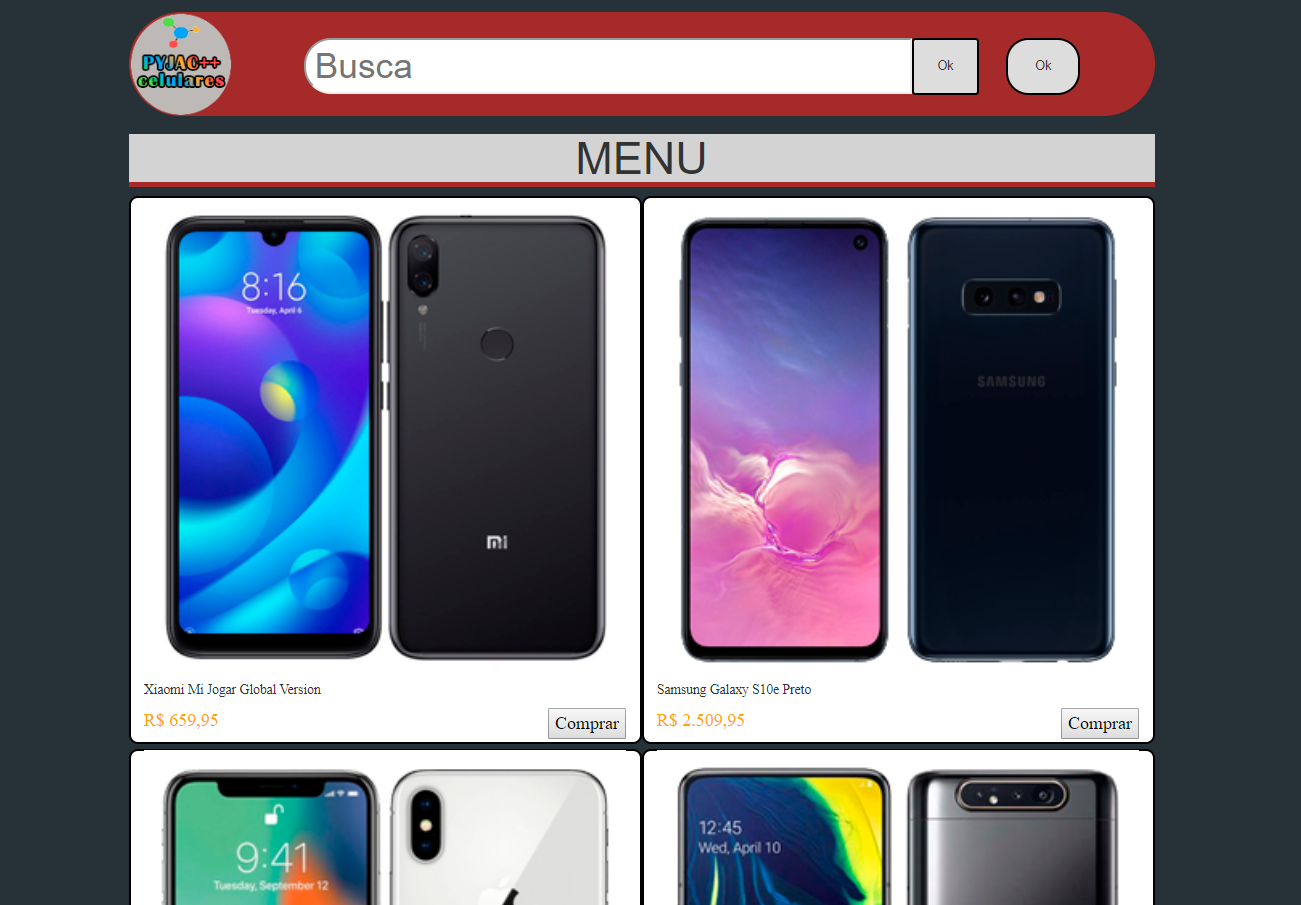 PYJAC++
celulares
Busca
Ok
Ok
MENU
8:16
Tuesday, April 6
mi
SAMSUNG
Xiaomi Mi Jogar Global Version
R$ 659,95
Comprar
Samsung Galaxy S10e Preto
R$ 2.509,95
Comprar
9:41
Tuesday, September 12
12:45
Wed, April 10